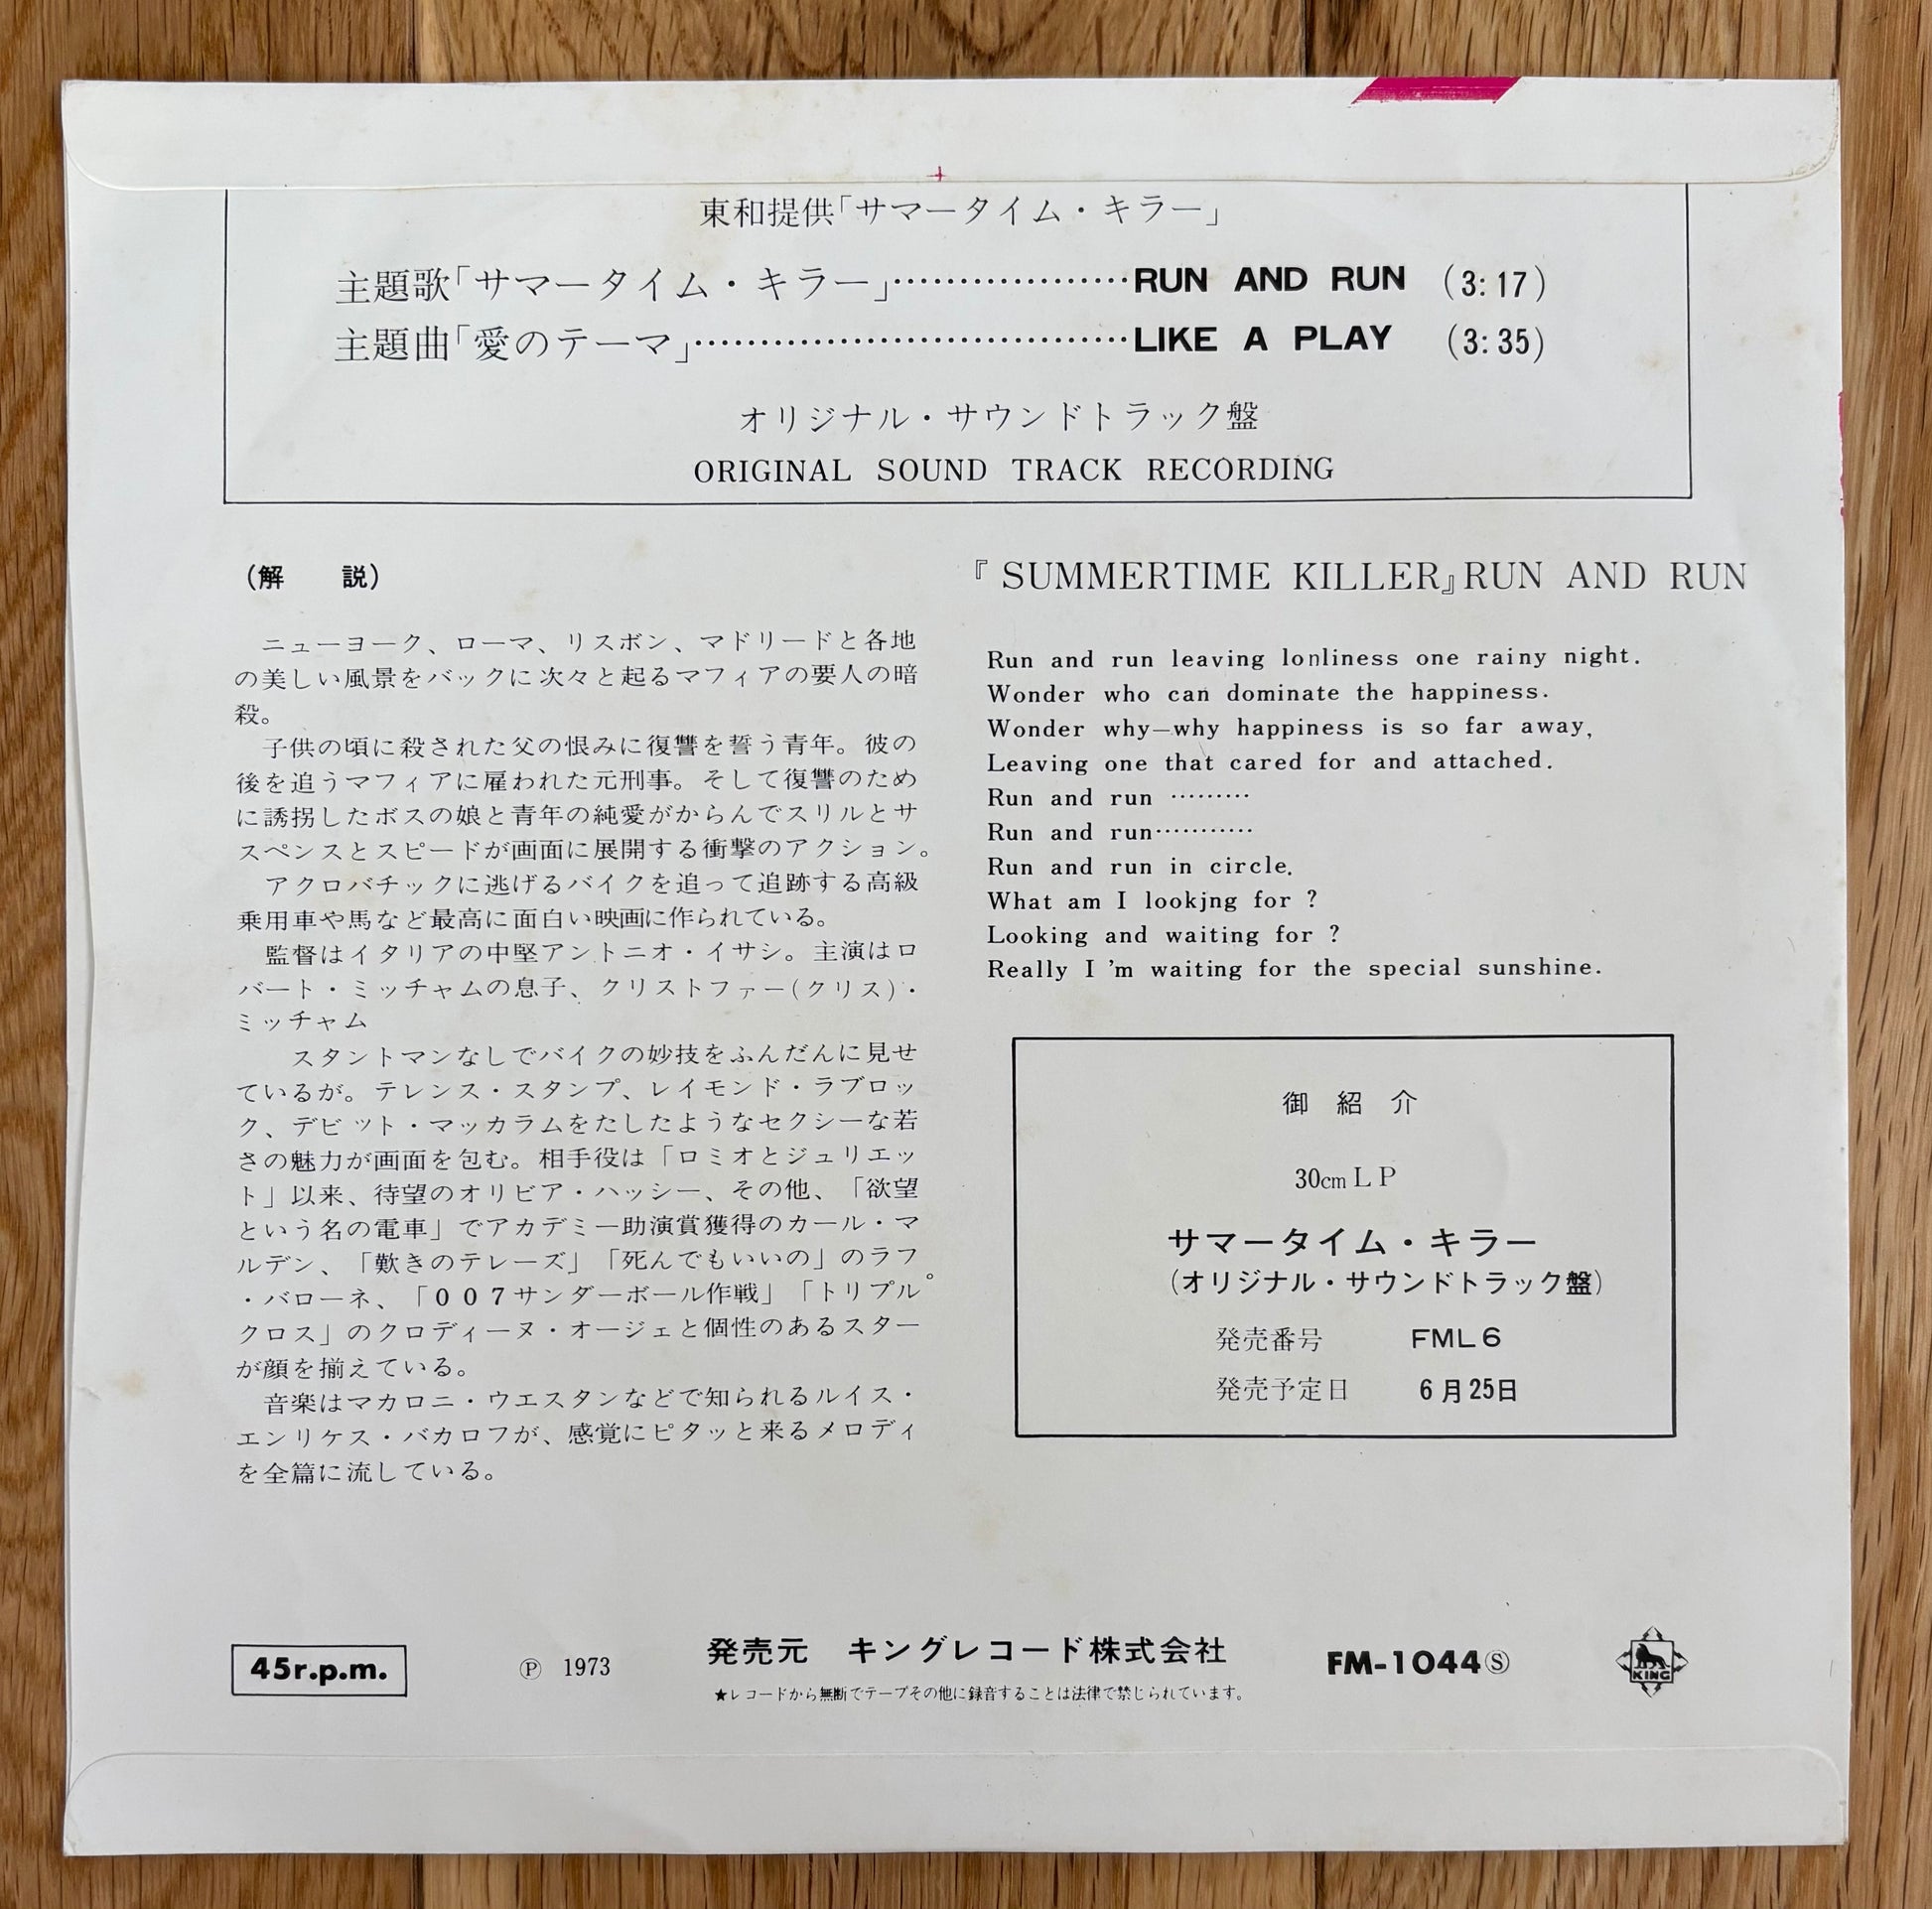 東和提供「サマータイム・キラー」
主題歌「サマータイム・キラー」………………RUN AND RUN (3:17)
主題曲「愛のテーマ」……………………………LIKE A PLAY (3:35)
オリジナル・サウンドトラック盤
ORIGINAL SOUND TRACK RECORDING
(解 説)
ニューヨーク、ローマ、リスボン、マドリードと各地
の美しい風景をバックに次々と起るマフィアの要人の暗
殺。
子供の頃に殺された父の恨みに復讐を誓う青年。彼の
後を追うマフィアに雇われた元刑事。そして復讐のため
に誘拐したボスの娘と青年の純愛がからんでスリルとサ
スペンスとスピードが画面に展開する衝撃のアクション。
アクロバチックに逃げるバイクを追って追跡する高級
乗用車や馬など最高に面白い映画に作られている。
監督はイタリアの中堅アントニオ・イサシ。主演はロ
バート・ミッチャムの息子、クリストファー(クリス)・
ミッチャム
スタントマンなしでバイクの妙技をふんだんに見せ
ているが。テレンス・スタンプ、レイモンド・ラブロッ
ク、デビット・マッカラムをたしたようなセクシーな若
さの魅力が画面を包む。相手役は「ロミオとジュリエッ
ト」以来、待望のオリビア・ハッシー、その他、「欲望
という名の電車」でアカデミー助演賞獲得のカール・マ
ルデン、「歎きのテレーズ」「死んでもいいの」のラフ
・バローネ、「007サンダーボール作戦」「トリプル°
クロス」のクロディーヌ・オージェと個性のあるスター
が顔を揃えている。
音楽はマカロニ・ウエスタンなどで知られるルイス・
エンリケス・バカロフが、感覚にピタッと来るメロディ
を全篇に流している。
『SUMMERTIME KILLER』RUN AND RUN
Run and run leaving lonliness one rainy night.
Wonder who can dominate the happiness.
Wonder why—why happiness is so far away,
Leaving one that cared for and attached.
Run and run ………
Run and run…………
Run and run in circle.
What am I lookjng for ?
Looking and waiting for ?
Really I 'm waiting for the special sunshine.
御 紹 介
30cm LP
サマータイム・キラー
(オリジナル・サウンドトラック盤)
発売番号 FML6
発売予定日 6月25日
45r.p.m.
Ⓟ 1973
発売元 キングレコード株式会社
★レコードから無断でテープその他に録音することは法律で禁じられています。
FM-1044Ⓢ
KING